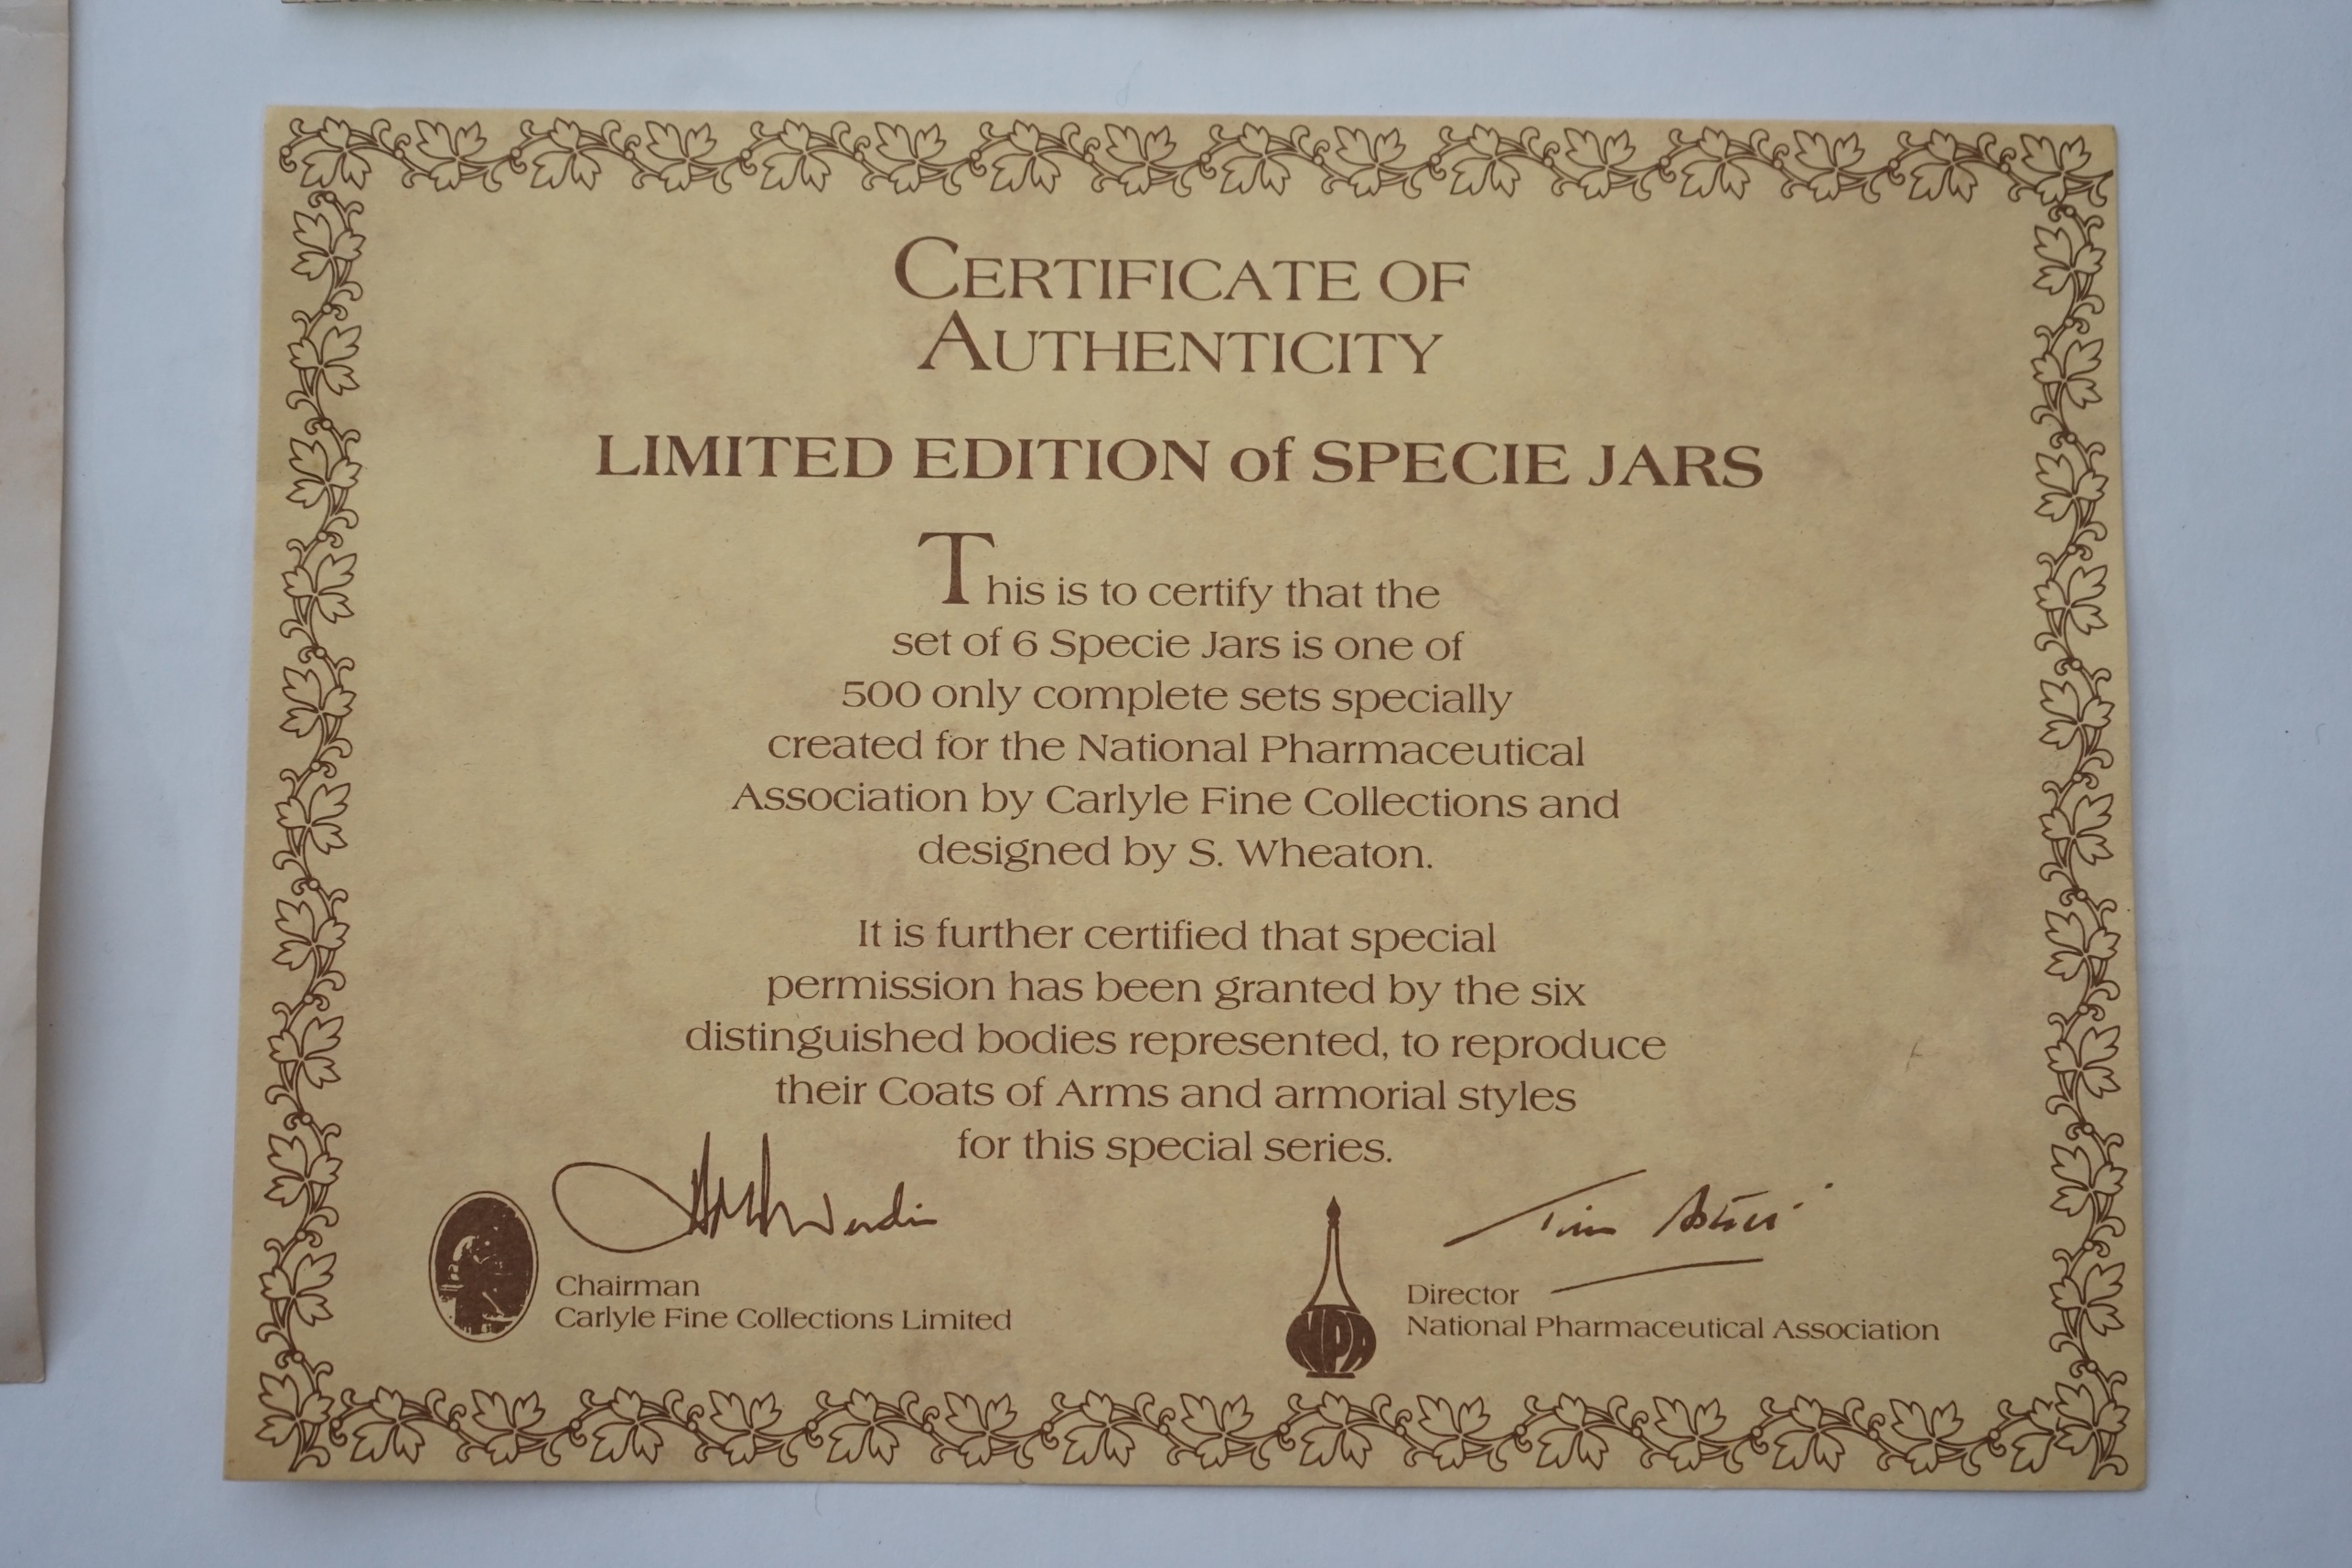 CERTIFICATE OF
AUTHENTICITY
LIMITED EDITION of SPECIE JARS
This is to certify that the
set of 6 Specie Jars is one of
500 only complete sets specially
created for the National Pharmaceutical
Association by Carlyle Fine Collections and
designed by S. Wheaton.
It is further certified that special
permission has been granted by the six
distinguished bodies represented, to reproduce
their Coats of Arms and armorial styles
for this special series.
Chairman
Carlyle Fine Collections Limited
NPA
Tim
Director
National Pharmaceutical Association